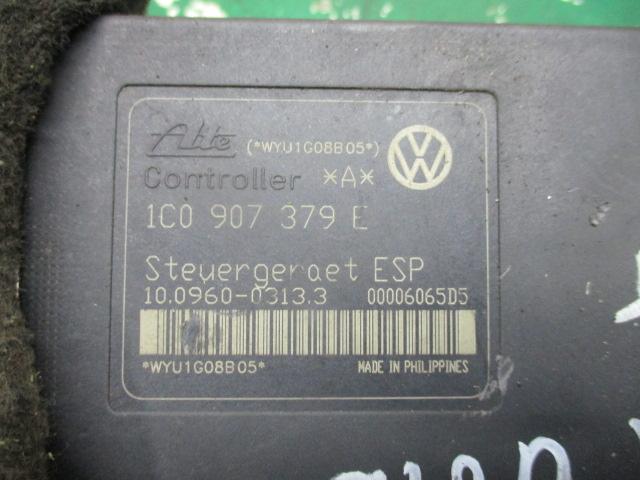 Ate (*WYU1G08B05*)
Controller *A*
1C0 907 379 E
Steuergeraet ESP
10.0960-0313.3 00006065D5
*WYU1G08B05* MADE IN PHILIPPINES